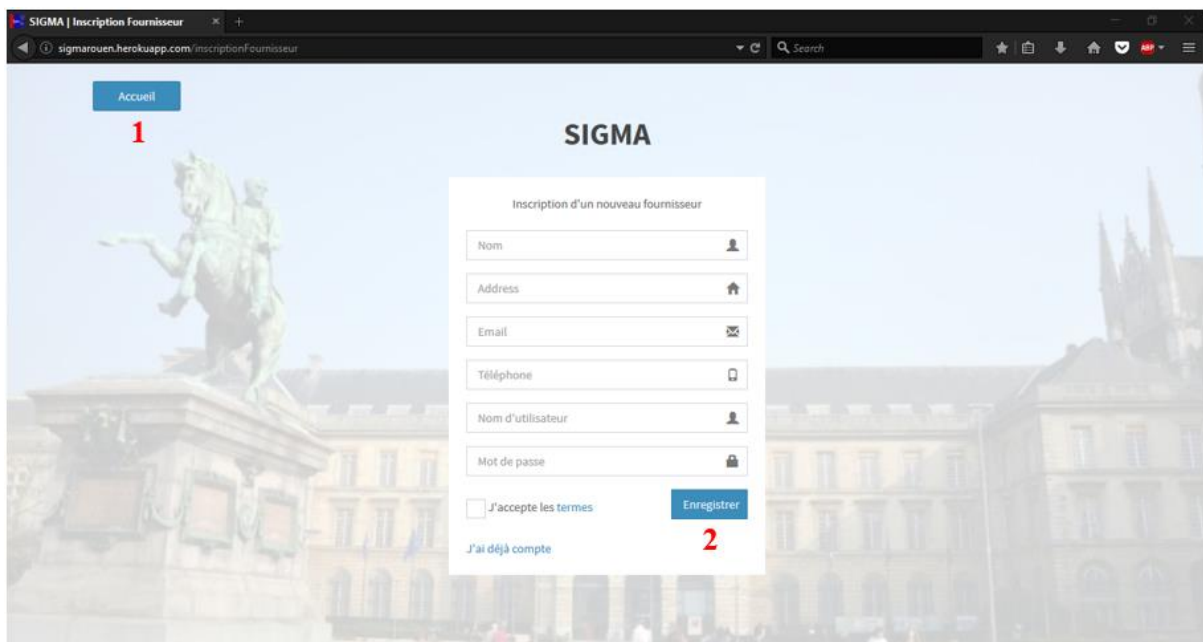 SIGMA | Inscription Fournisseur
sigmarouen.herokuapp.com/inscriptionFournisseur
Search
ABP
Accueil
1
SIGMA
Inscription d'un nouveau fournisseur
Nom
Address
Email
Téléphone
Nom d'utilisateur
Mot de passe
J'accepte les termes
Enregistrer
2
J'ai déjà compte